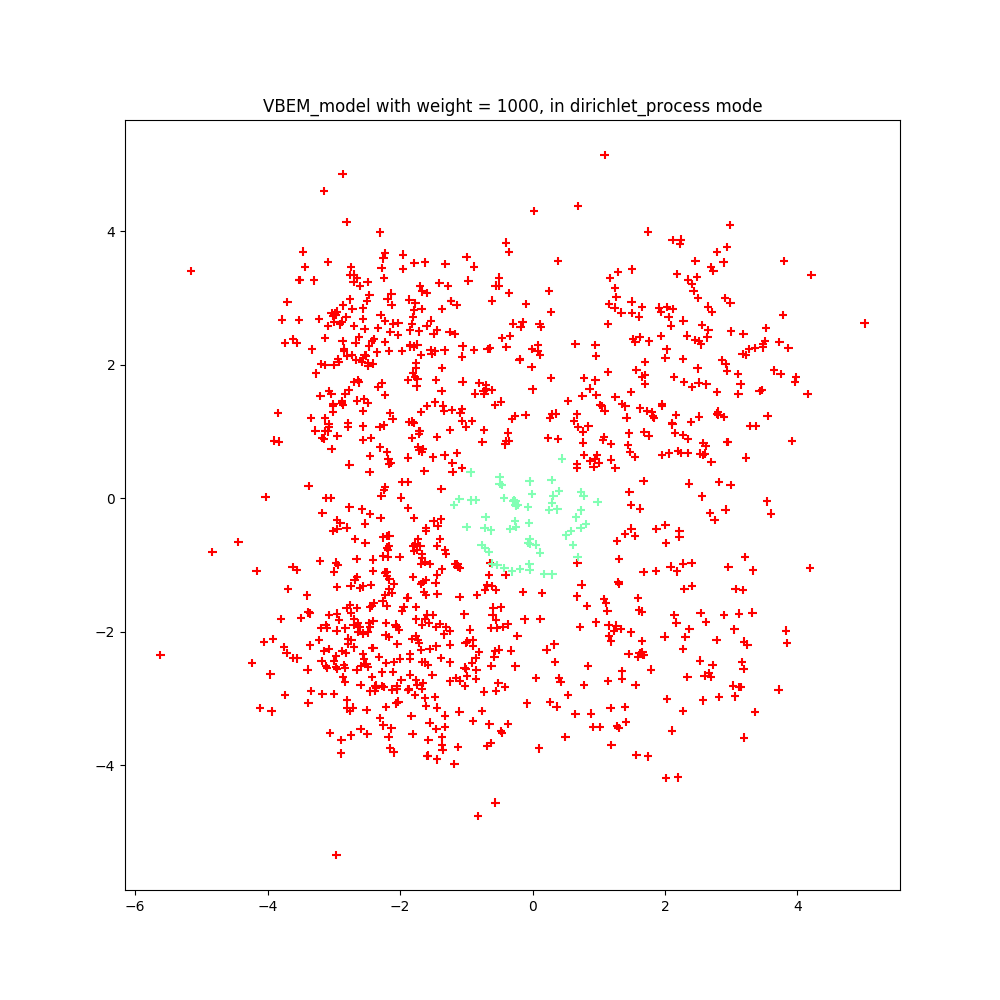 VBEM_model with weight = 1000, in dirichlet_process mode
4
2
0
−2
−4
−6 −4 −2 0 2 4